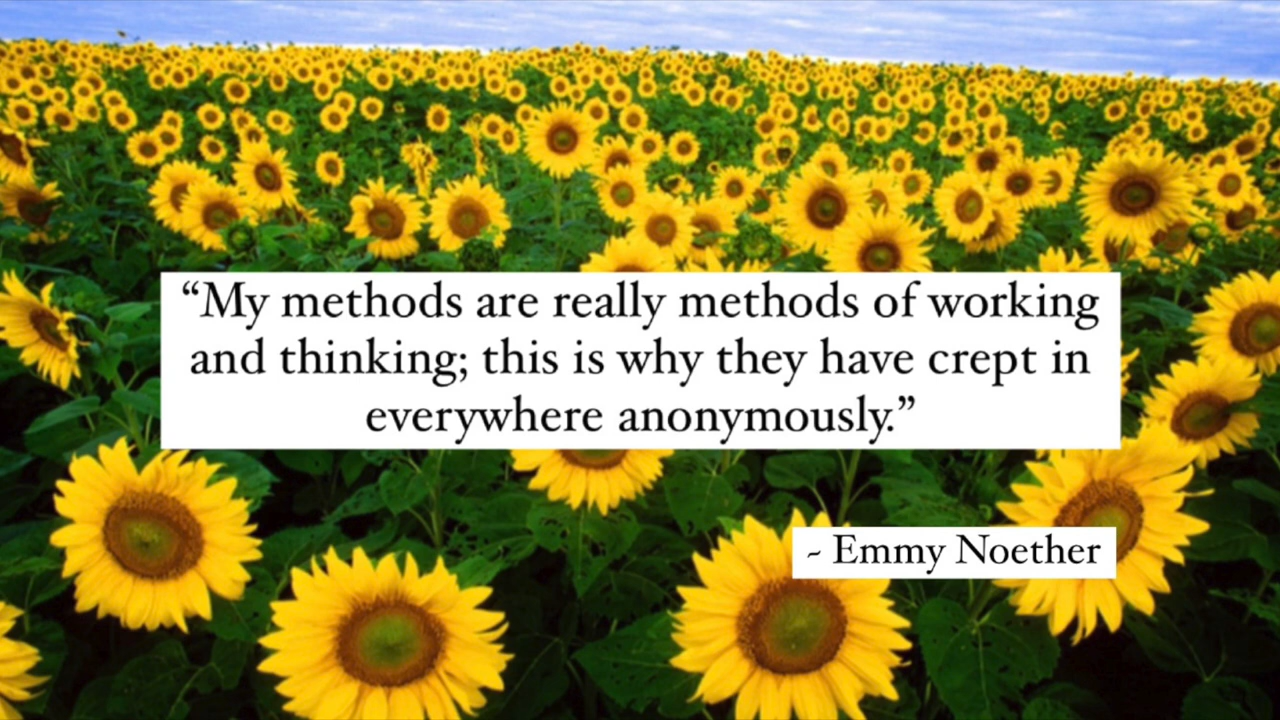 “My methods are really methods of working
and thinking; this is why they have crept in
everywhere anonymously.”
~ Emmy Noether